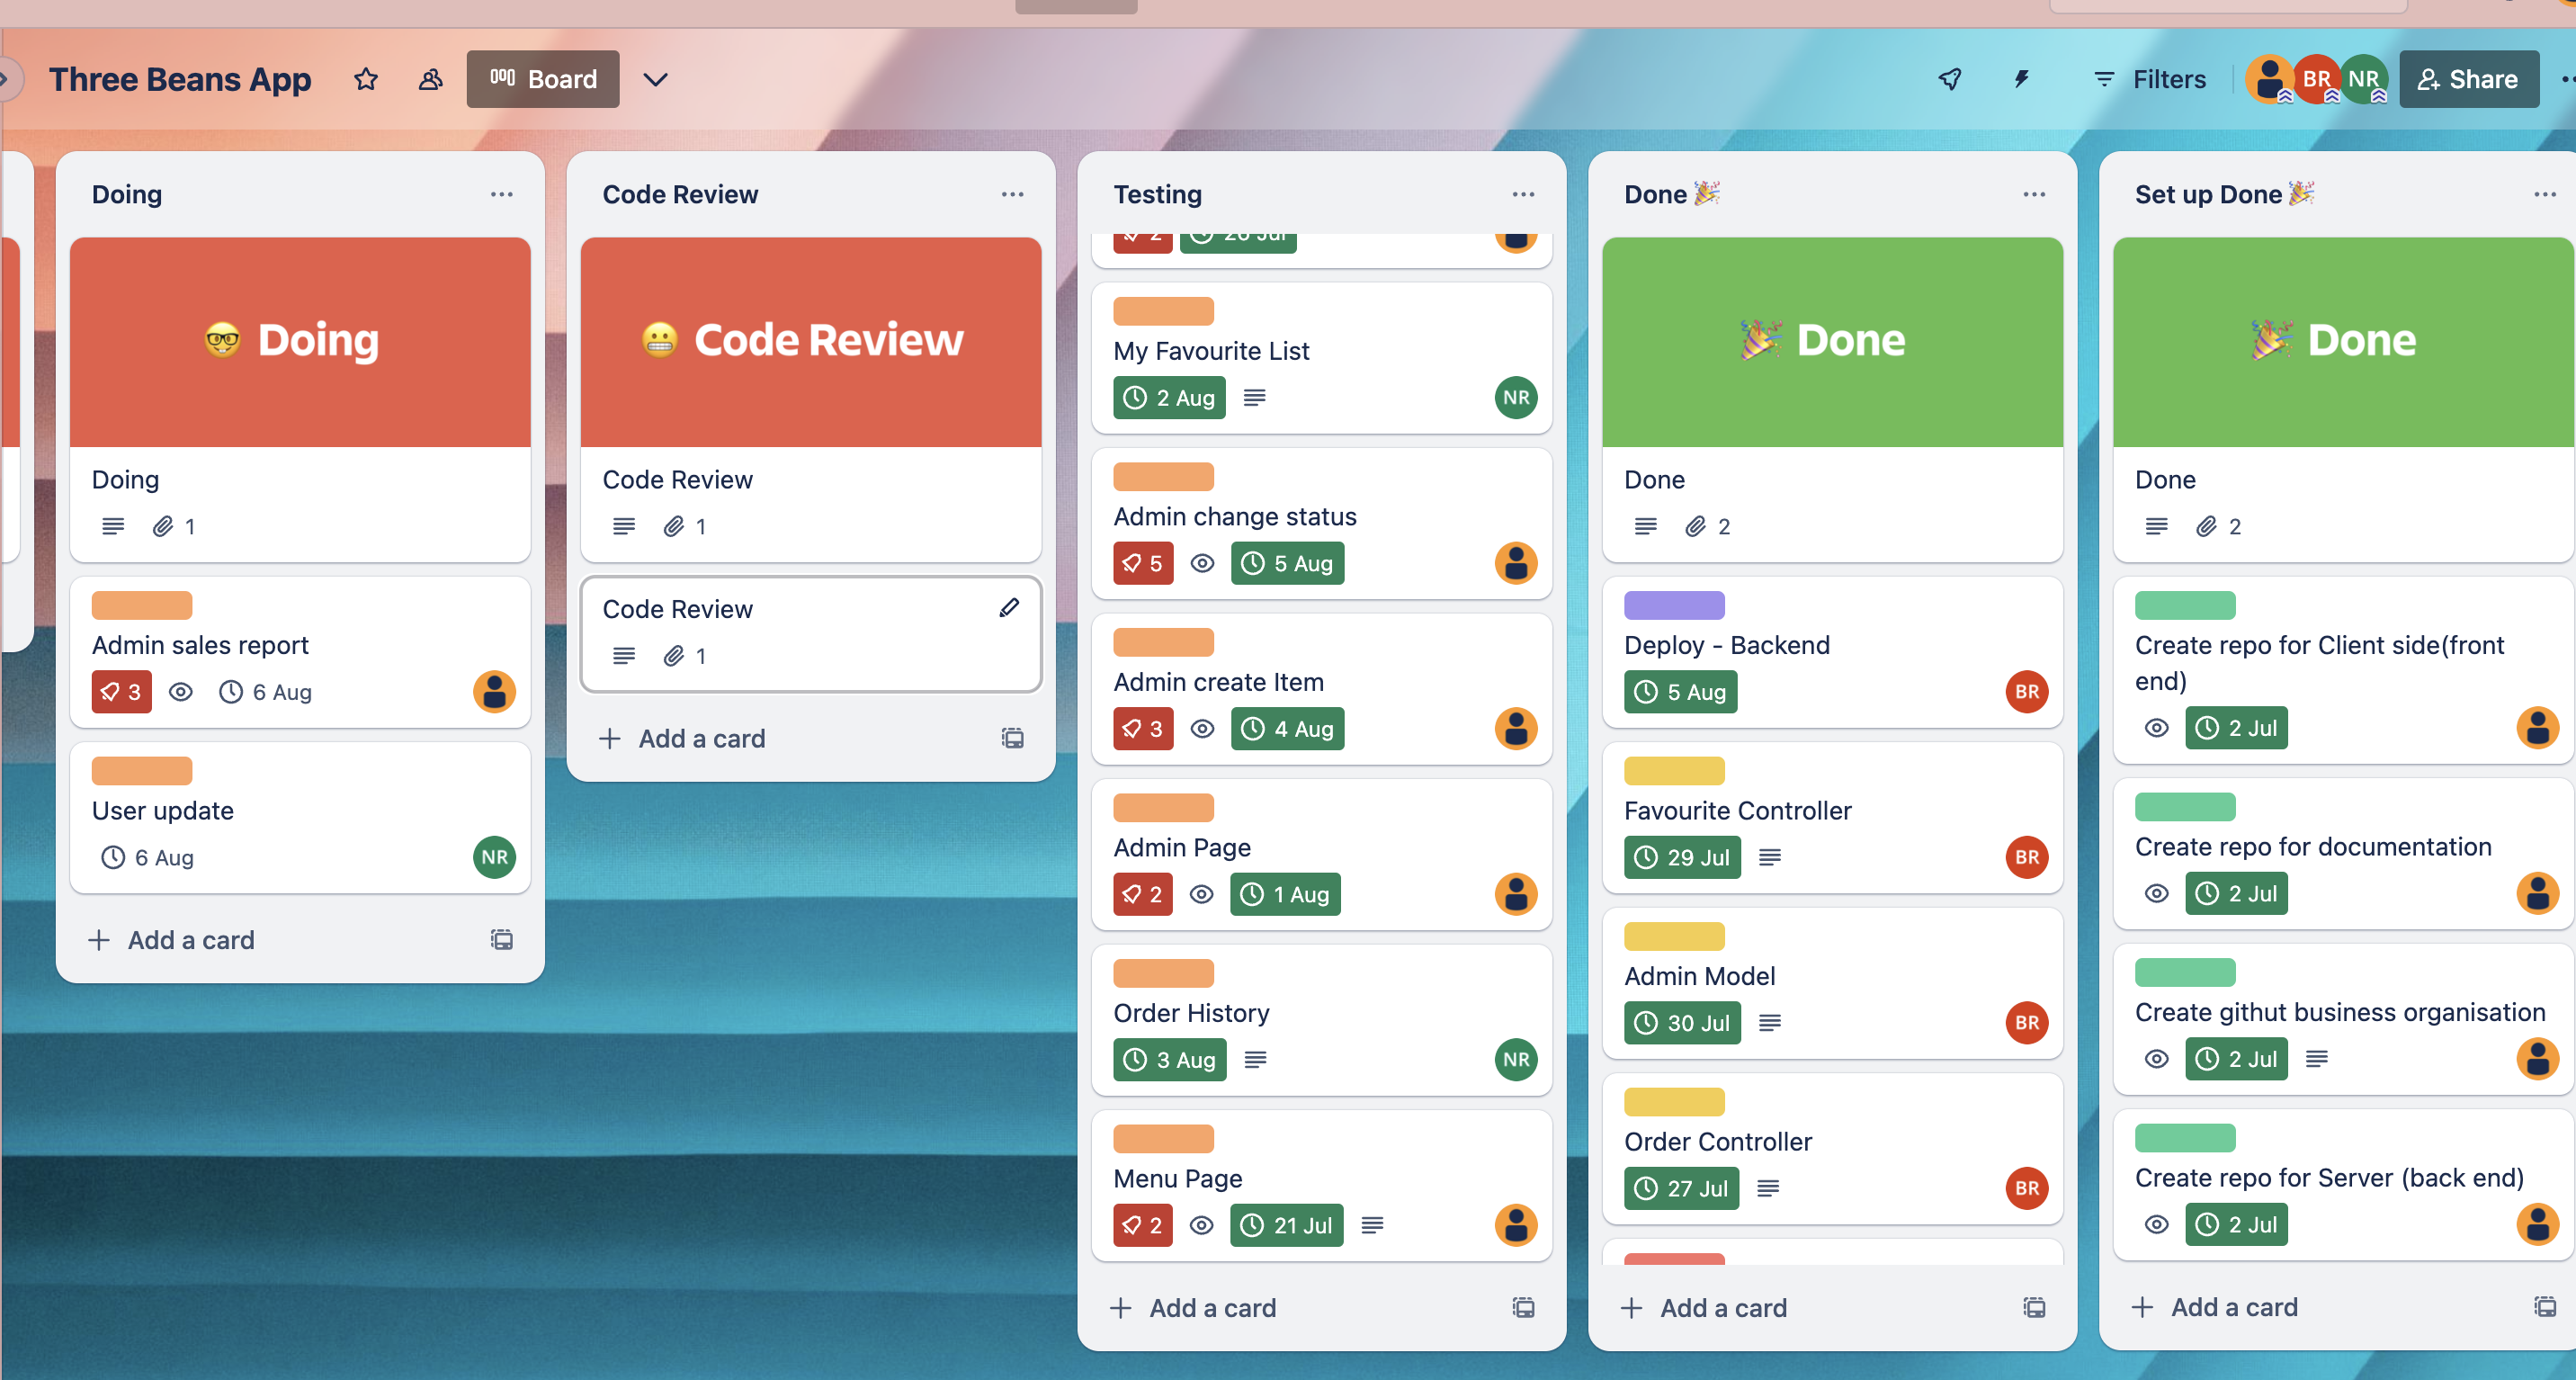 Three Beans App
Board
Filters
BR
NR
Share
Doing
Doing
Doing
1
Admin sales report
3
6 Aug
User update
6 Aug
NR
Add a card
Code Review
Code Review
Code Review
1
Code Review
1
Add a card
Testing
2
26 Jul
My Favourite List
2 Aug
NR
Admin change status
5
5 Aug
Admin create Item
3
4 Aug
Admin Page
2
1 Aug
Order History
3 Aug
NR
Menu Page
2
21 Jul
Add a card
Done
Done
Done
2
Deploy - Backend
5 Aug
BR
Favourite Controller
29 Jul
BR
Admin Model
30 Jul
BR
Order Controller
27 Jul
BR
Add a card
Set up Done
Done
Done
2
Create repo for Client side(front
end)
2 Jul
Create repo for documentation
2 Jul
Create githut business organisation
2 Jul
Create repo for Server (back end)
2 Jul
Add a card